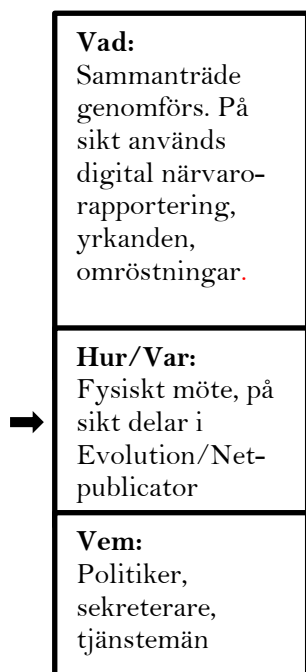 Vad:
Sammanträde
genomförs. På
sikt används
digital närvaro-
rapportering,
yrkanden,
omröstningar.
Hur/Var:
Fysiskt möte, på
sikt delar i
Evolution/Net-
publicator
Vem:
Politiker,
sekreterare,
tjänstemän